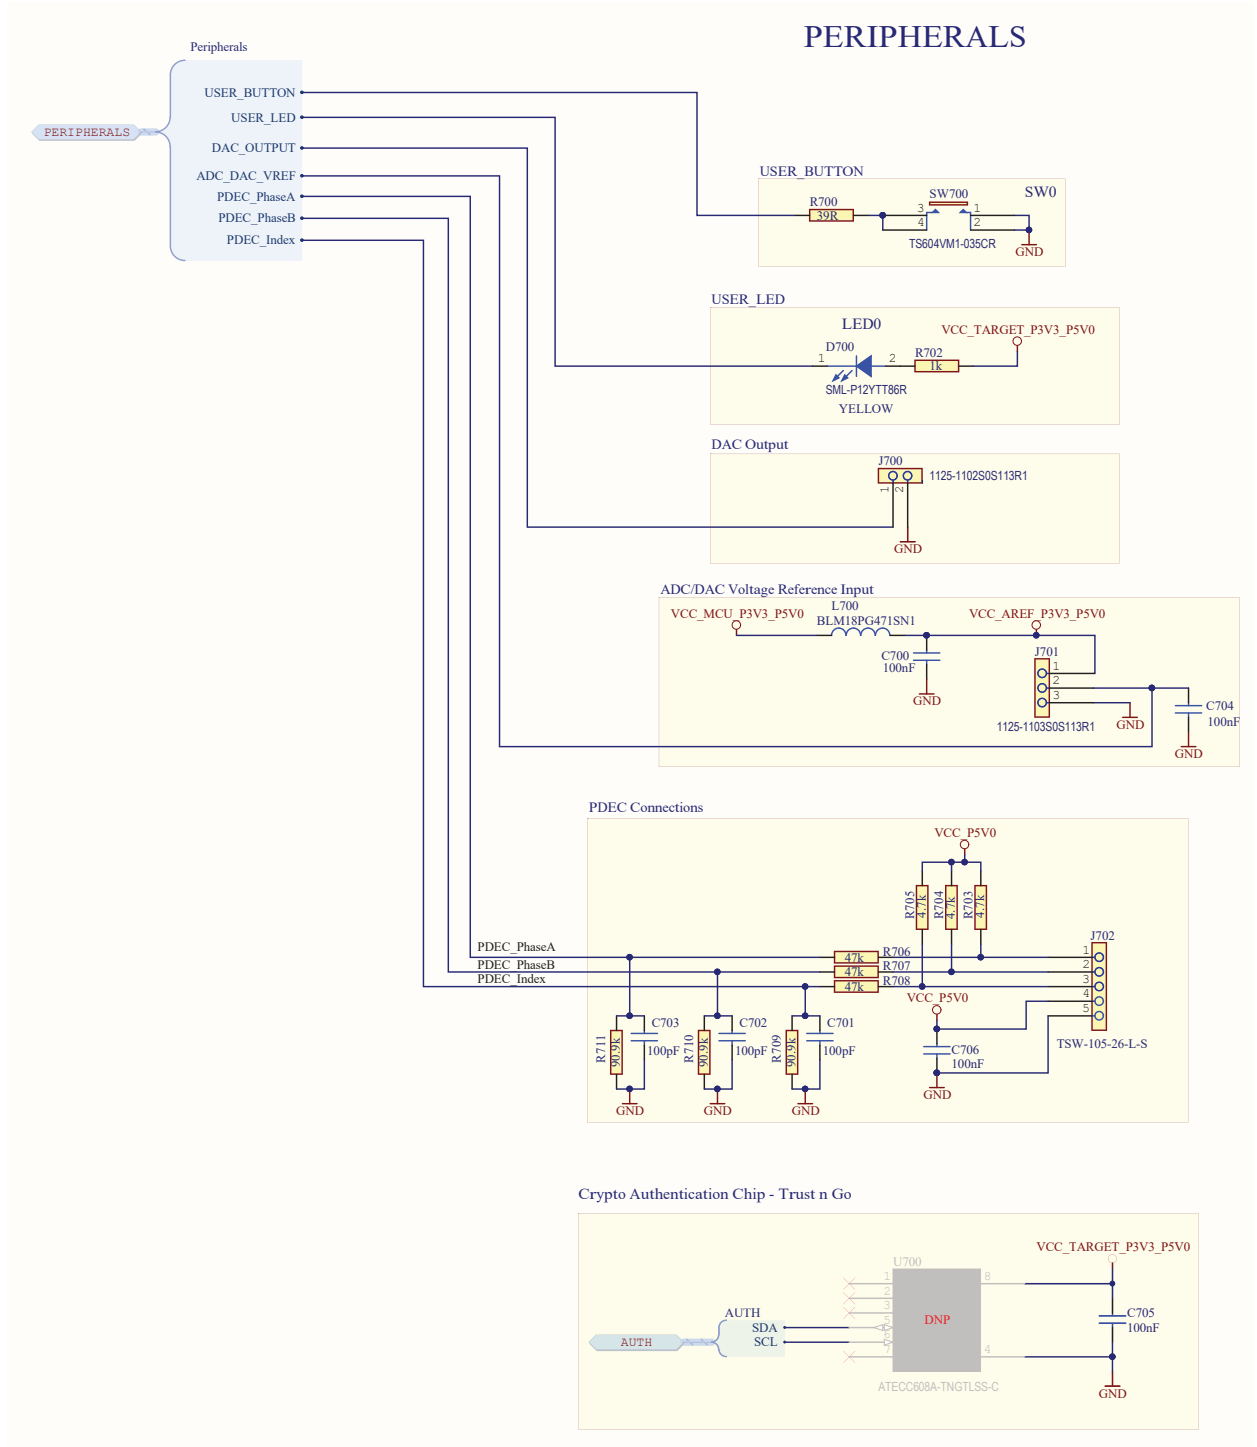 PERIPHERALS
Peripherals
PERIPHERALS
USER_BUTTON
USER_LED
DAC_OUTPUT
ADC_DAC_VREF
PDEC_PhaseA
PDEC_PhaseB
PDEC_Index
USER_BUTTON
R700
39R
SW700
SW0
3
4
1
2
TS604VM1-035CR
GND
USER_LED
LED0
VCC_TARGET_P3V3_P5V0
D700
1
2
R702
1k
SML-P12YTT86R
YELLOW
DAC Output
J700
1125-1102S0S113R1
1
2
GND
ADC/DAC Voltage Reference Input
VCC_MCU_P3V3_P5V0
L700
BLM18PG471SN1
VCC_AREF_P3V3_P5V0
C700
100nF
GND
J701
1
2
3
1125-1103S0S113R1
GND
C704
100nF
GND
PDEC Connections
VCC_P5V0
R705
4.7k
R704
4.7k
R703
4.7k
J702
PDEC_PhaseA
PDEC_PhaseB
PDEC_Index
47k
R706
47k
R707
47k
R708
1
2
3
4
5
VCC_P5V0
TSW-105-26-L-S
R711
90.9k
C703
100pF
GND
R710
90.9k
C702
100pF
GND
R709
90.9k
C701
100pF
GND
C706
100nF
GND
Crypto Authentication Chip - Trust n Go
VCC_TARGET_P3V3_P5V0
U700
1
2
3
5
6
7
8
4
DNP
AUTH
SDA
SCL
AUTH
C705
100nF
ATECC608A-TNGTLSS-C
GND